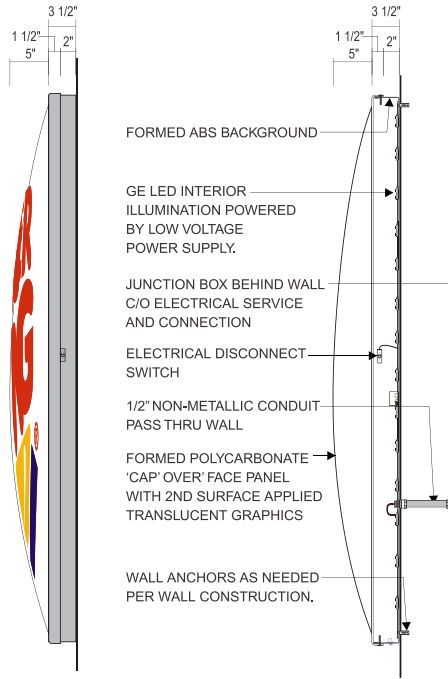 3 1/2"
1 1/2"
2"
5"
3 1/2"
1 1/2"
2"
5"
FORMED ABS BACKGROUND
GE LED INTERIOR
ILLUMINATION POWERED
BY LOW VOLTAGE
POWER SUPPLY.
JUNCTION BOX BEHIND WALL
C/O ELECTRICAL SERVICE
AND CONNECTION
ELECTRICAL DISCONNECT
SWITCH
1/2" NON-METALLIC CONDUIT
PASS THRU WALL
FORMED POLYCARBONATE
‘CAP’ OVER’ FACE PANEL
WITH 2ND SURFACE APPLIED
TRANSLUCENT GRAPHICS
WALL ANCHORS AS NEEDED
PER WALL CONSTRUCTION.
R
G
®